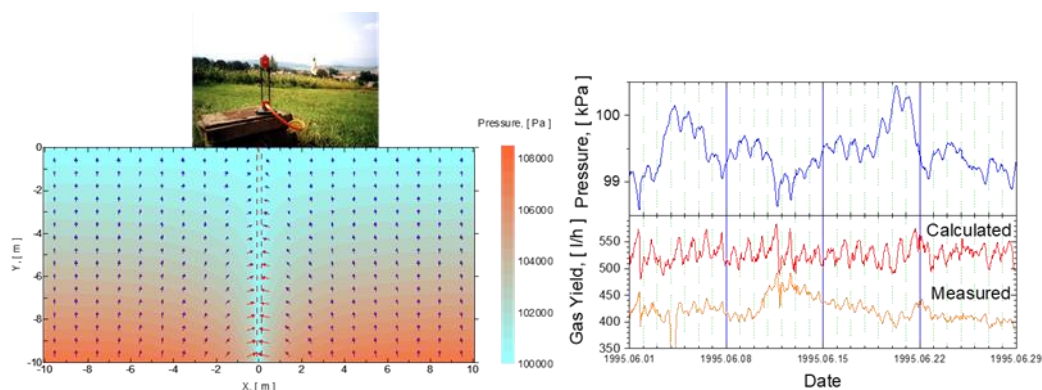 Pressure, [ Pa]
108000
106000
104000
102000
100000
0
-2
-4
-6
-8
-10
Y, [ m ]
-10 -8 -6 -4 -2 0 2 4 6 8 10
X, [ m ]
Pressure, [ kPa]
100
99
Gas Yield, [l/h]
550
500
450
400
350
Calculated
Measured
1995.06.01 1995.06.08 1995.06.15 1995.06.22 1995.06.29
Date